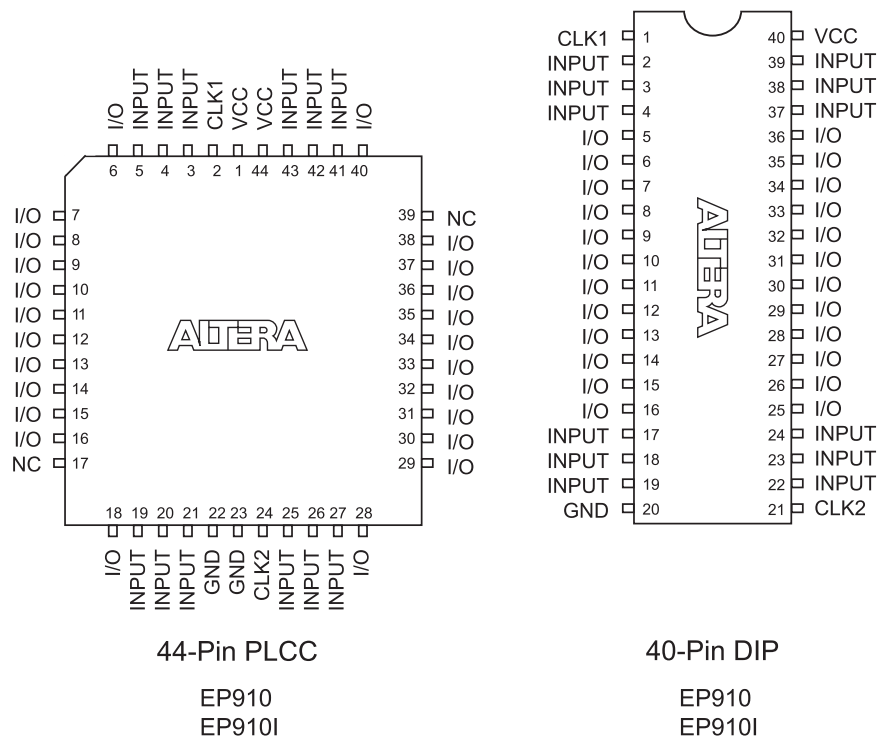 I/O INPUT INPUT INPUT CLK1 VCC VCC INPUT INPUT INPUT I/O
6 5 4 3 2 1 44 43 42 41 40
I/O 7 39 NC
I/O 8 38 I/O
I/O 9 37 I/O
I/O 10 36 I/O
I/O 11 35 I/O
I/O 12 34 I/O
I/O 13 33 I/O
I/O 14 32 I/O
I/O 15 31 I/O
I/O 16 30 I/O
NC 17 29 I/O
ALTERA
18 19 20 21 22 23 24 25 26 27 28
I/O INPUT INPUT INPUT GND GND CLK2 INPUT INPUT INPUT I/O
44-Pin PLCC
EP910
EP910I
CLK1 1 40 VCC
INPUT 2 39 INPUT
INPUT 3 38 INPUT
INPUT 4 37 INPUT
I/O 5 36 I/O
I/O 6 35 I/O
I/O 7 34 I/O
I/O 8 33 I/O
I/O 9 32 I/O
I/O 10 31 I/O
I/O 11 30 I/O
I/O 12 29 I/O
I/O 13 28 I/O
I/O 14 27 I/O
I/O 15 26 I/O
I/O 16 25 I/O
INPUT 17 24 INPUT
INPUT 18 23 INPUT
INPUT 19 22 INPUT
GND 20 21 CLK2
ALTERA
40-Pin DIP
EP910
EP910I